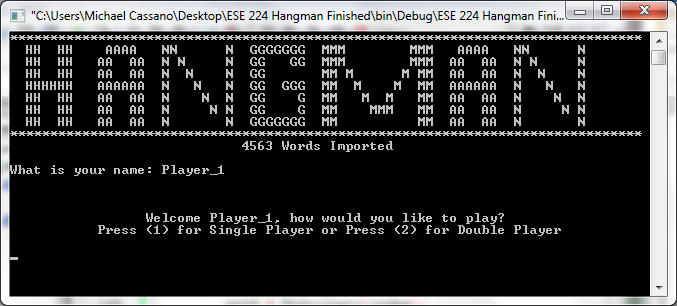 "C:\Users\Michael Cassano\Desktop\ESE 224 Hangman Finished\bin\Debug\ESE 224 Hangman Fini...
HANGMAN
4563 Words Imported
What is your name: Player_1
Welcome Player_1, how would you like to play?
Press (1) for Single Player or Press (2) for Double Player